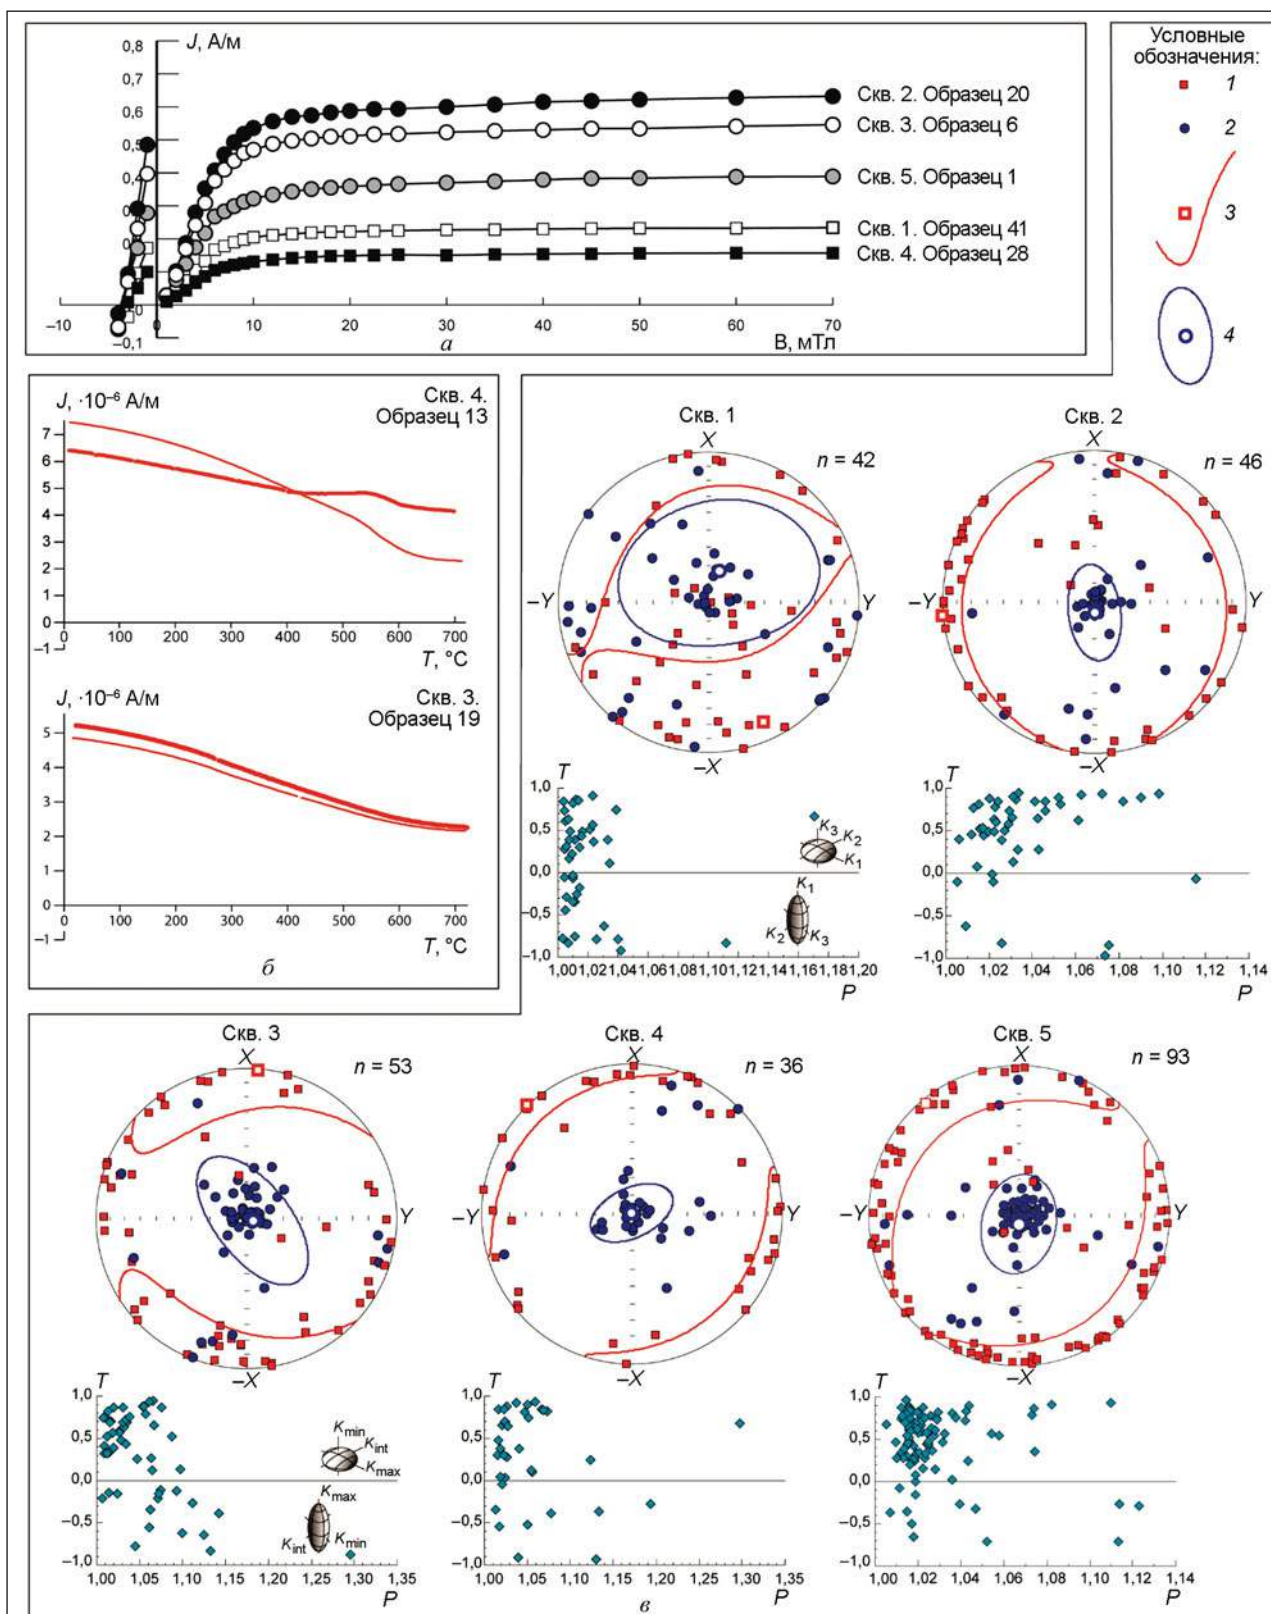 J, А/м
0,8
0,7
0,6
0,5
0,4
0,3
0,2
0,1
0
–0,1
–10
0
10
20
30
40
50
60
70
а
В, мТл
Скв. 2. Образец 20
Скв. 3. Образец 6
Скв. 5. Образец 1
Скв. 1. Образец 41
Скв. 4. Образец 28
Условные
обозначения:
1
2
3
4
J, ·10⁻⁶ А/м
Скв. 4.
Образец 13
7
6
5
4
3
2
1
0
–1
0 100 200 300 400 500 600 700
T, °C
J, ·10⁻⁶ А/м
Скв. 3.
Образец 19
5
4
3
2
1
0
–1
0 100 200 300 400 500 600 700
T, °C
б
Скв. 1
X
n = 42
–Y
Y
–X
T
1,0
0,5
0,0
–0,5
–1,0
K3
K2
K1
K1
K2
K3
1,00 1,02 1,04 1,06 1,08 1,10 1,12 1,14 1,16 1,18 1,20
P
Скв. 2
X
n = 46
–Y
Y
–X
T
1,0
0,5
0,0
–0,5
–1,0
1,00 1,02 1,04 1,06 1,08 1,10 1,12 1,14
P
Скв. 3
X
n = 53
Y
–X
T
1,0
0,5
0,0
–0,5
–1,0
Kmin
Kint
Kmax
Kmax
Kint
Kmin
1,00 1,05 1,10 1,15 1,20 1,25 1,30 1,35
P
Скв. 4
X
n = 36
–Y
Y
–X
T
1,0
0,5
0,0
–0,5
–1,0
1,00 1,05 1,10 1,15 1,20 1,25 1,30 1,35
P
Скв. 5
X
n = 93
–Y
Y
–X
T
1,0
0,5
0,0
–0,5
–1,0
1,00 1,02 1,04 1,06 1,08 1,10 1,12 1,14
P
в